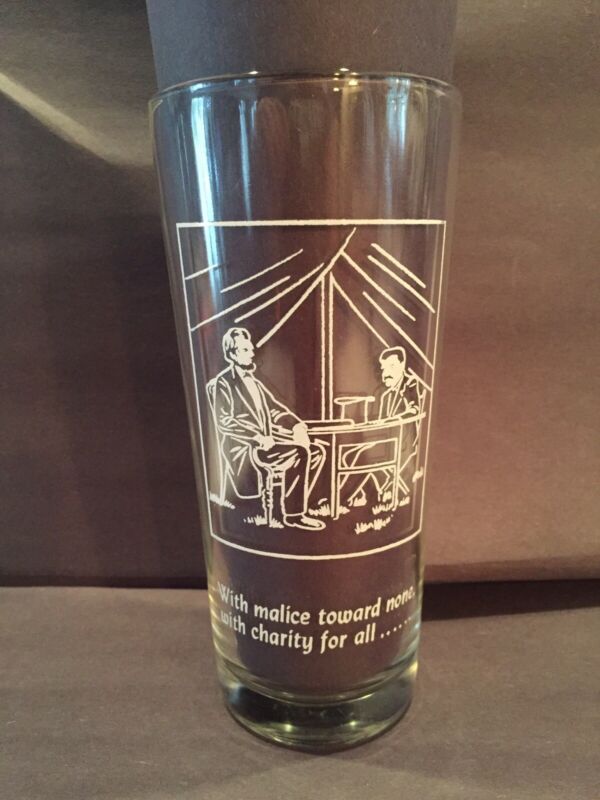 With malice toward none,
with charity for all ......